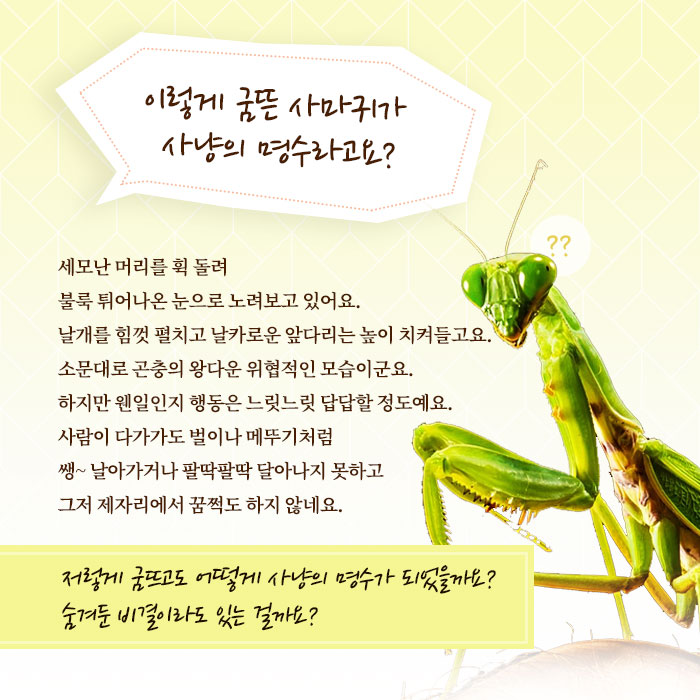 이렇게 굼뜬 사마귀가
사냥의 명수라고요?
??
세모난 머리를 획 돌려
불룩 튀어나온 눈으로 노려보고 있어요.
날개를 힘껏 펼치고 날카로운 앞다리는 높이 치켜들고요.
소문대로 곤충의 왕다운 위협적인 모습이군요.
하지만 웬일인지 행동은 느릿느릿 답답할 정도예요.
사람이 다가가도 벌이나 메뚜기처럼
쌩~ 날아가거나 팔딱팔딱 달아나지 못하고
그저 제자리에서 꿈쩍도 하지 않네요.
저렇게 굼뜨고도 어떻게 사냥의 명수가 되었을까요?
숨겨둔 비결이라도 있는 걸까요?